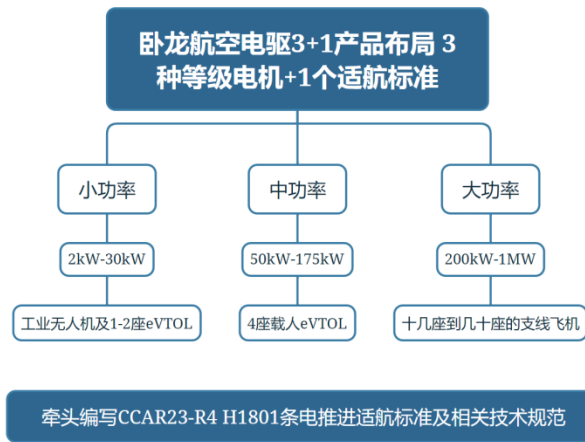 卧龙航空电驱3+1产品布局 3
种等级电机+1个适航标准
小功率
中功率
大功率
2kW-30kW
50kW-175kW
200kW-1MW
工业无人机及1-2座eVTOL
4座载人eVTOL
十几座到几十座的支线飞机
牵头编写CCAR23-R4 H1801条电推进适航标准及相关技术规范